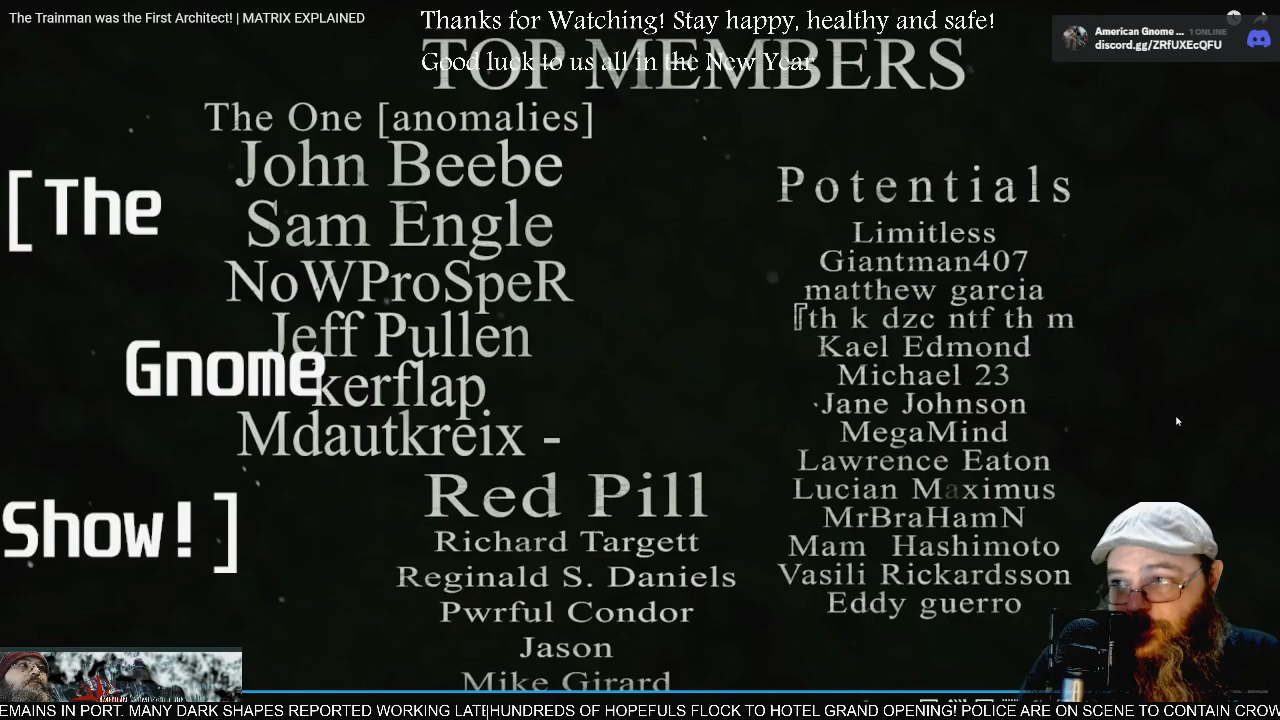 The Trainman was the First Architect! | MATRIX EXPLAINED
Thanks for Watching! Stay happy, healthy and safe!
Good luck to us all in the New Year
American Gnome ... 1 ONLINE
discord.gg/ZRfUXEcQFU
TOP MEMBERS
The One [anomalies]
John Beebe
Sam Engle
NoWProSpeR
Jeff Pullen
kerflap
Mdautkreix -
[The
Gnome
Show!]
Red Pill
Richard Targett
Reginald S. Daniels
Pwrful Condor
Jason
Mike Girard
Potentials
Limitless
Giantman407
matthew garcia
『th k dzc ntf th m
Kael Edmond
Michael 23
Jane Johnson
MegaMind
Lawrence Eaton
Lucian Maximus
MrBraHamN
Mam Hashimoto
Vasili Rickardsson
Eddy guerro
EMAINS IN PORT. MANY DARK SHAPES REPORTED WORKING LATE HUNDREDS OF HOPEFULS FLOCK TO HOTEL GRAND OPENING! POLICE ARE ON SCENE TO CONTAIN CROW